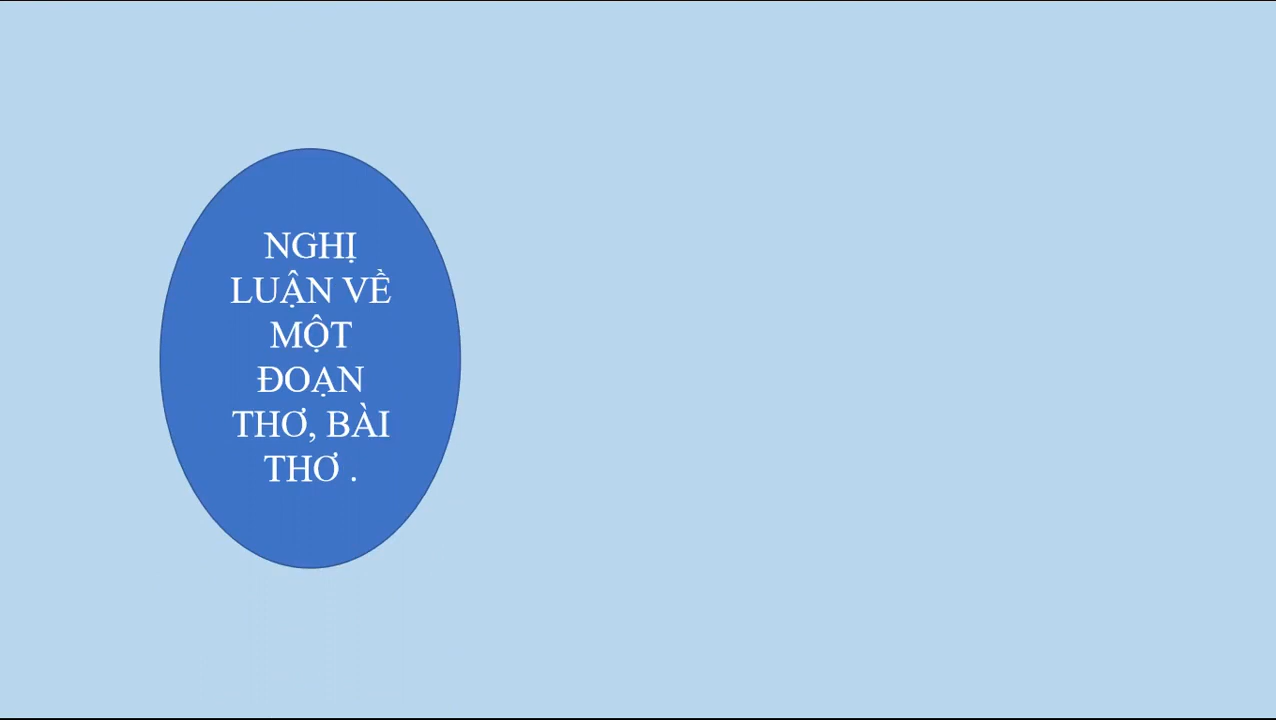 NGHỊ
LUẬN VỀ
MỘT
ĐOẠN
THƠ, BÀI
THƠ .